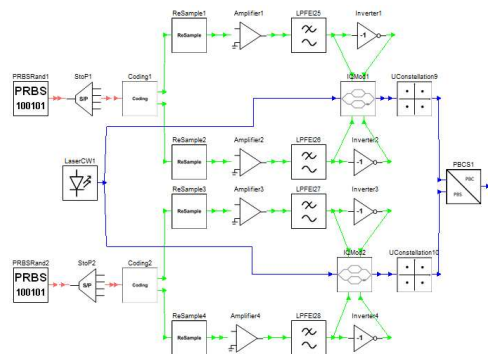 ReSample1 Amplifier1 LPFEl25 Inverter1
ReSample -1
PRBSRand1 StoP1 Coding1 IQMod1 UConstellation9
PRBS
100101 S/P Coding
ReSample2 Amplifier2 LPFEl26 Inverter2
ReSample -1
LaserCW1 PBCS1
PBC
PBS
ReSample3 Amplifier3 LPFEl27 Inverter3
ReSample -1
PRBSRand2 StoP2 Coding2 IQMod2 UConstellation10
PRBS
100101 S/P Coding
ReSample4 Amplifier4 LPFEl28 Inverter4
ReSample -1